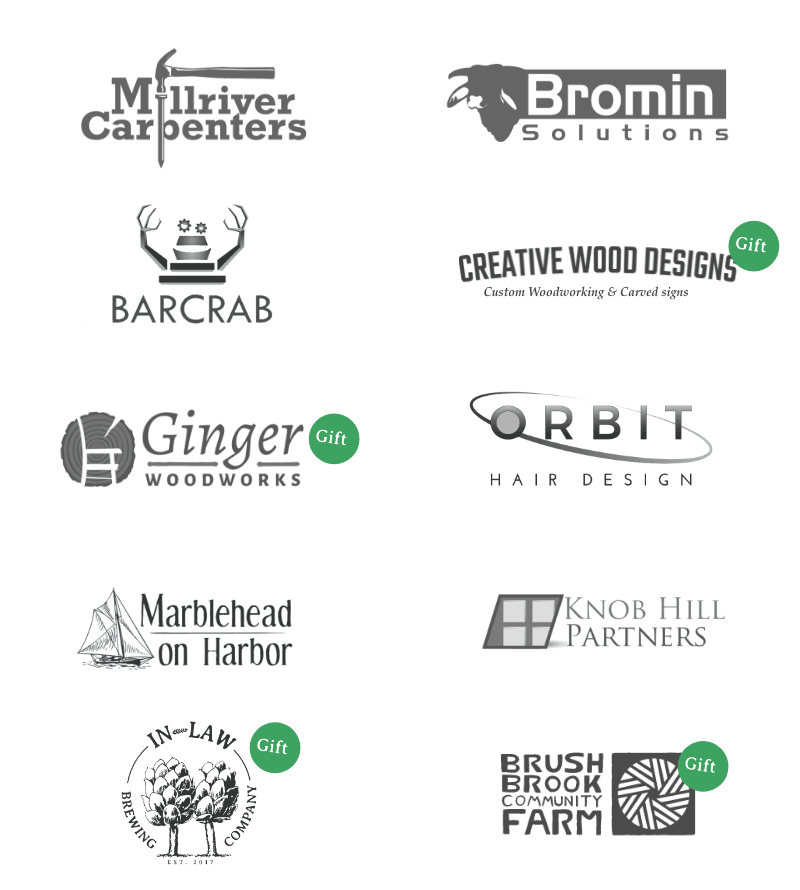 Millriver
Carpenters
Bromin
Solutions
BARCRAB
CREATIVE WOOD DESIGNS
Custom Woodworking & Carved signs
Gift
Ginger
WOODWORKS
Gift
ORBIT
HAIR DESIGN
Marblehead
on Harbor
KNOB HILL
PARTNERS
IN-LAW
BREWING
COMPANY
EST. 2017
Gift
BRUSH
BROOK
COMMUNITY
FARM
Gift